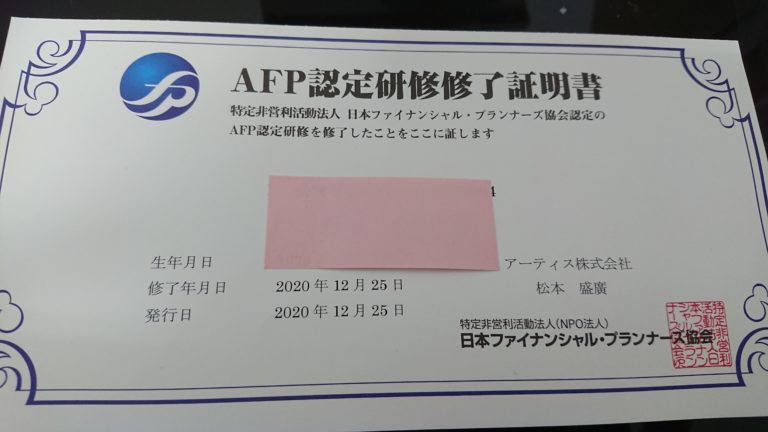 AFP認定研修修了証明書
特定非営利活動法人 日本ファイナンシャル・プランナーズ協会認定の
AFP認定研修を修了したことをここに証します
4
生年月日
アーティス株式会社
修了年月日 2020年12月25日
松本 盛廣
発行日 2020年12月25日
特定非営利活動法人(NPO法人)
日本ファイナンシャル・プランナーズ協会